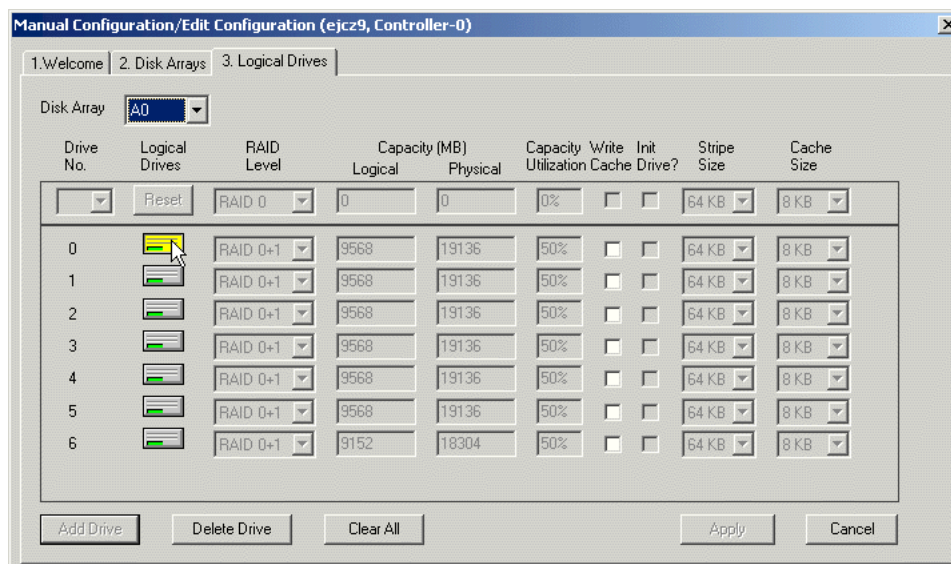 Manual Configuration/Edit Configuration (ejcz9, Controller-0)
1.Welcome 2. Disk Arrays 3. Logical Drives
Disk Array A0
Drive No. Logical Drives RAID Level Capacity (MB) Logical Physical Capacity Utilization Write Cache Init Drive? Stripe Size Cache Size
Reset RAID 0 0 0 0% 64 KB 8 KB
0 RAID 0+1 9568 19136 50% 64 KB 8 KB
1 RAID 0+1 9568 19136 50% 64 KB 8 KB
2 RAID 0+1 9568 19136 50% 64 KB 8 KB
3 RAID 0+1 9568 19136 50% 64 KB 8 KB
4 RAID 0+1 9568 19136 50% 64 KB 8 KB
5 RAID 0+1 9568 19136 50% 64 KB 8 KB
6 RAID 0+1 9152 18304 50% 64 KB 8 KB
Add Drive Delete Drive Clear All Apply Cancel